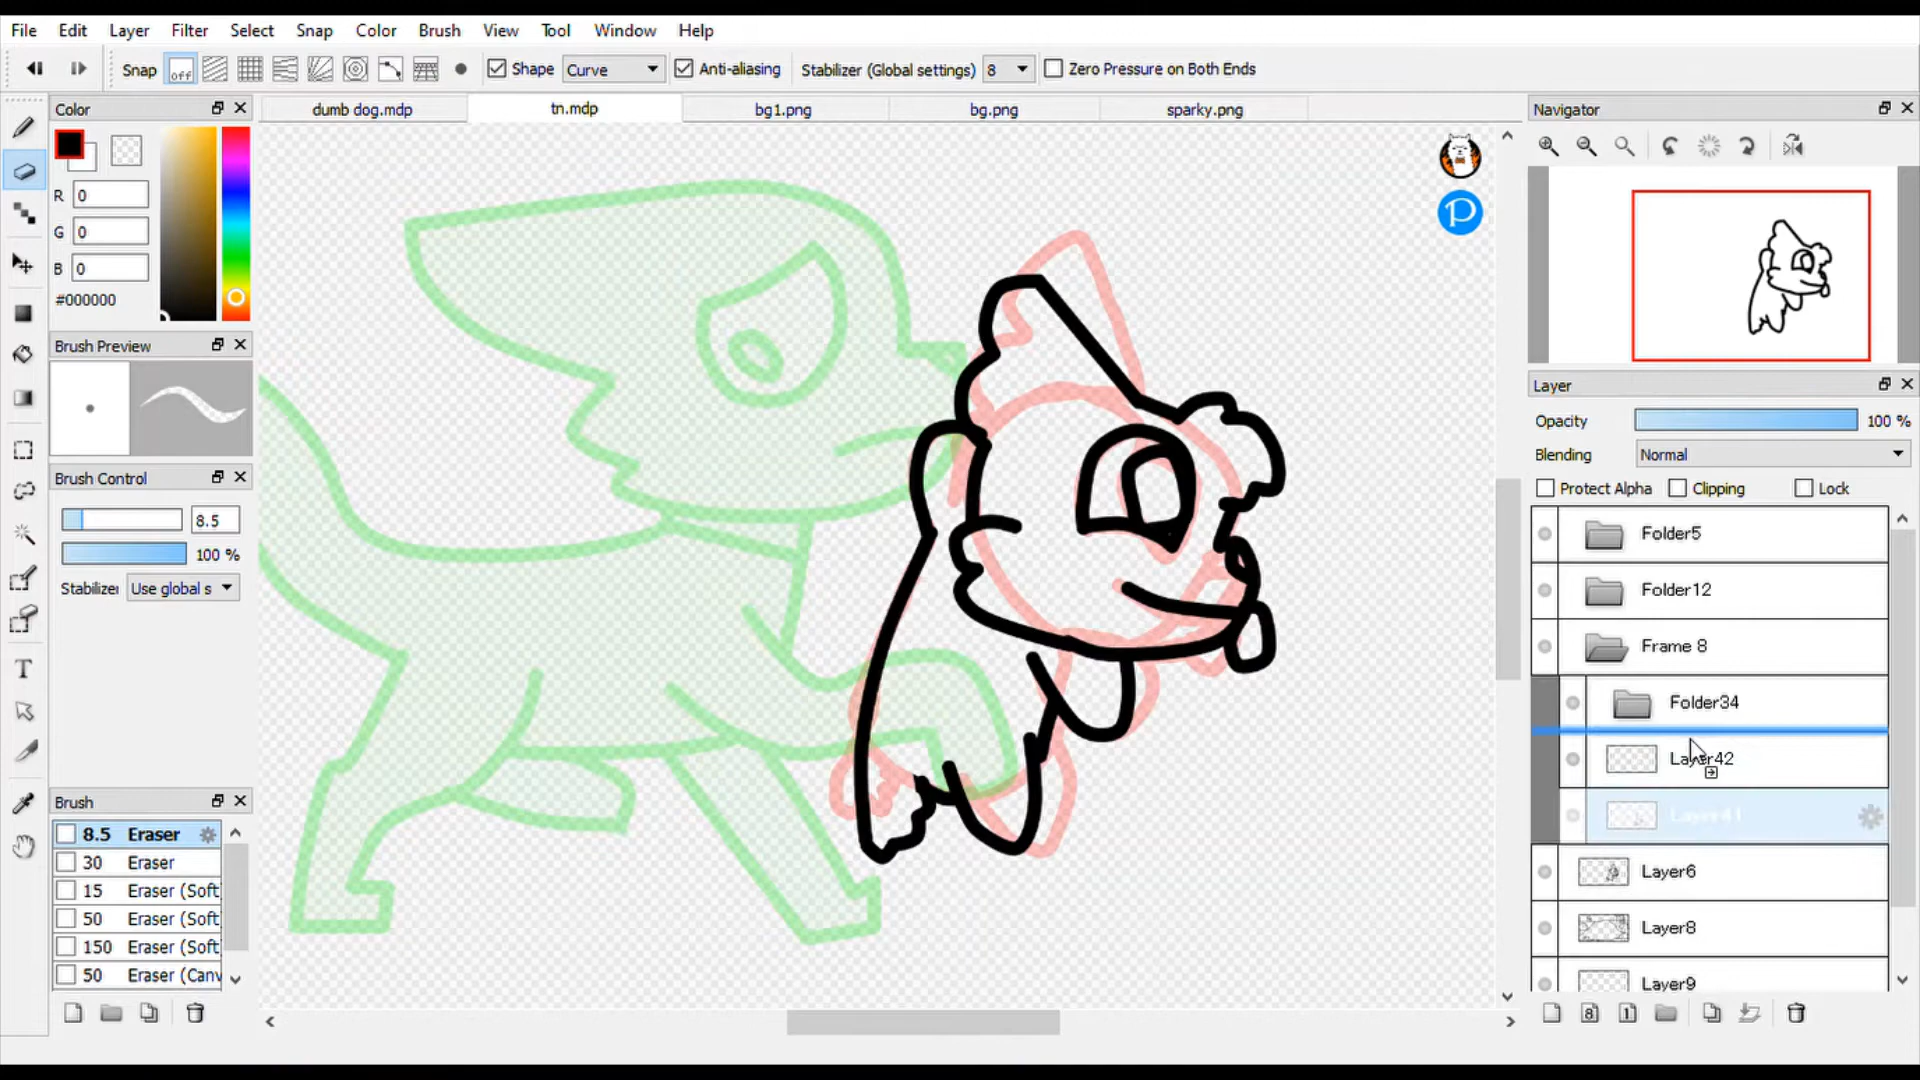 File Edit Layer Filter Select Snap Color Brush View Tool Window Help
Snap off Shape Curve Anti-aliasing Stabilizer (Global settings) 8 Zero Pressure on Both Ends
Color
dumb dog.mdp tn.mdp bg1.png bg.png sparky.png
Navigator
R 0
G 0
B 0
#000000
Brush Preview
Brush Control
8.5
100 %
Stabilizer Use global s
Brush
8.5 Eraser
30 Eraser
15 Eraser (Soft
50 Eraser (Soft
150 Eraser (Soft
50 Eraser (Canv
P
Layer
Opacity 100 %
Blending Normal
Protect Alpha Clipping Lock
Folder5
Folder12
Frame 8
Folder34
Layer42
Layer41
Layer6
Layer8
Layer9
8 1